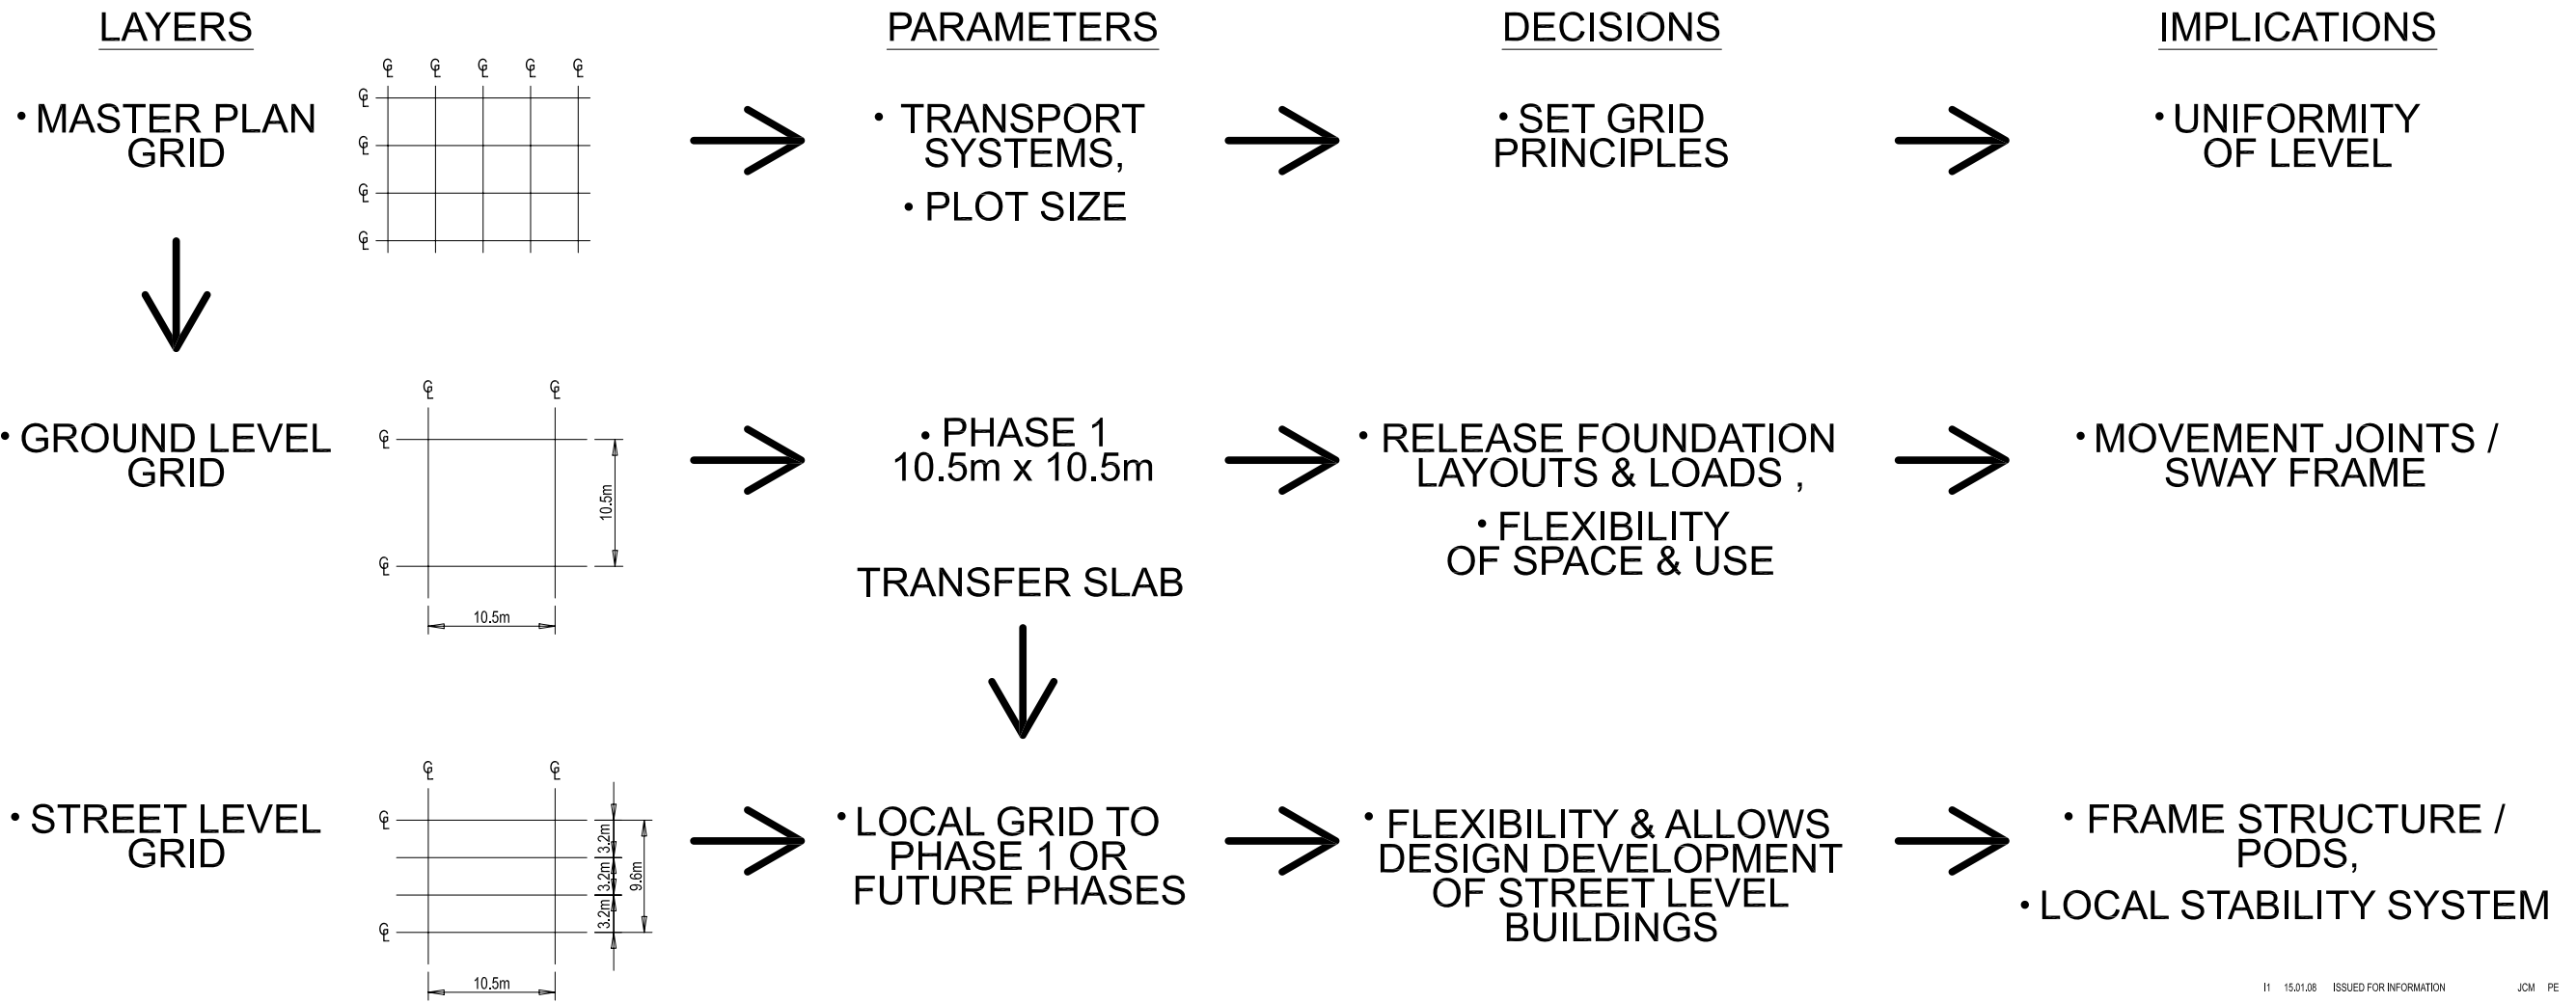 LAYERS
PARAMETERS
DECISIONS
IMPLICATIONS
• MASTER PLAN
GRID
℄ ℄ ℄ ℄ ℄
℄
℄
℄
℄
• TRANSPORT
SYSTEMS,
• PLOT SIZE
• SET GRID
PRINCIPLES
• UNIFORMITY
OF LEVEL
• GROUND LEVEL
GRID
℄ ℄
℄
℄
10.5m
10.5m
• PHASE 1
10.5m x 10.5m
• RELEASE FOUNDATION
LAYOUTS & LOADS ,
• FLEXIBILITY
OF SPACE & USE
• MOVEMENT JOINTS /
SWAY FRAME
TRANSFER SLAB
• STREET LEVEL
GRID
℄ ℄
℄
℄
3.2m
3.2m
3.2m
9.6m
10.5m
• LOCAL GRID TO
PHASE 1 OR
FUTURE PHASES
• FLEXIBILITY & ALLOWS
DESIGN DEVELOPMENT
OF STREET LEVEL
BUILDINGS
• FRAME STRUCTURE /
PODS,
• LOCAL STABILITY SYSTEM
I1 15.01.08 ISSUED FOR INFORMATION JCM PE